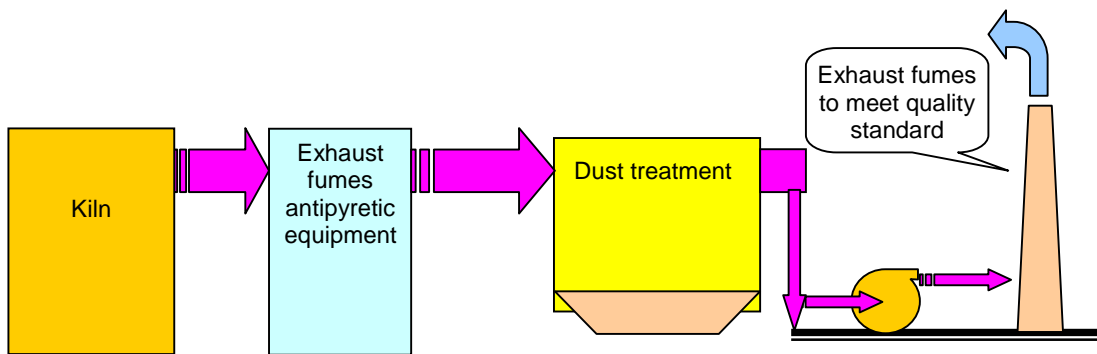 Kiln
Exhaust
fumes
antipyretic
equipment
Dust treatment
Exhaust fumes
to meet quality
standard